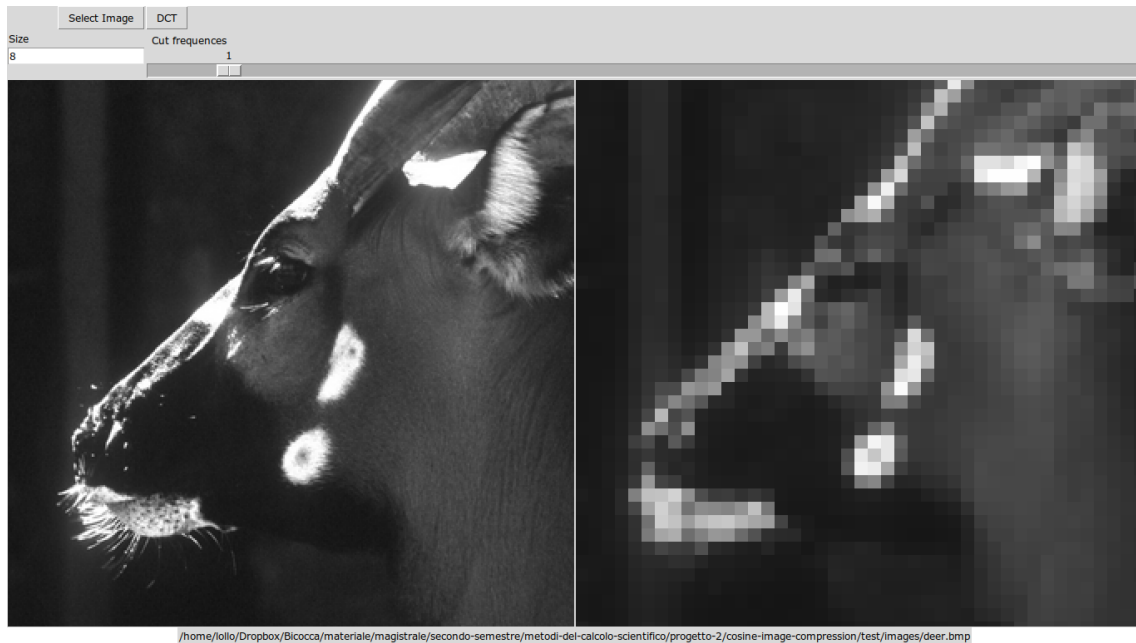 Select Image
DCT
Size
Cut frequences
8
1
/home/lollo/Dropbox/Bicocca/materiale/magistrale/secondo-semestre/metodi-del-calcolo-scientifico/progetto-2/cosine-image-compression/test/images/deer.bmp